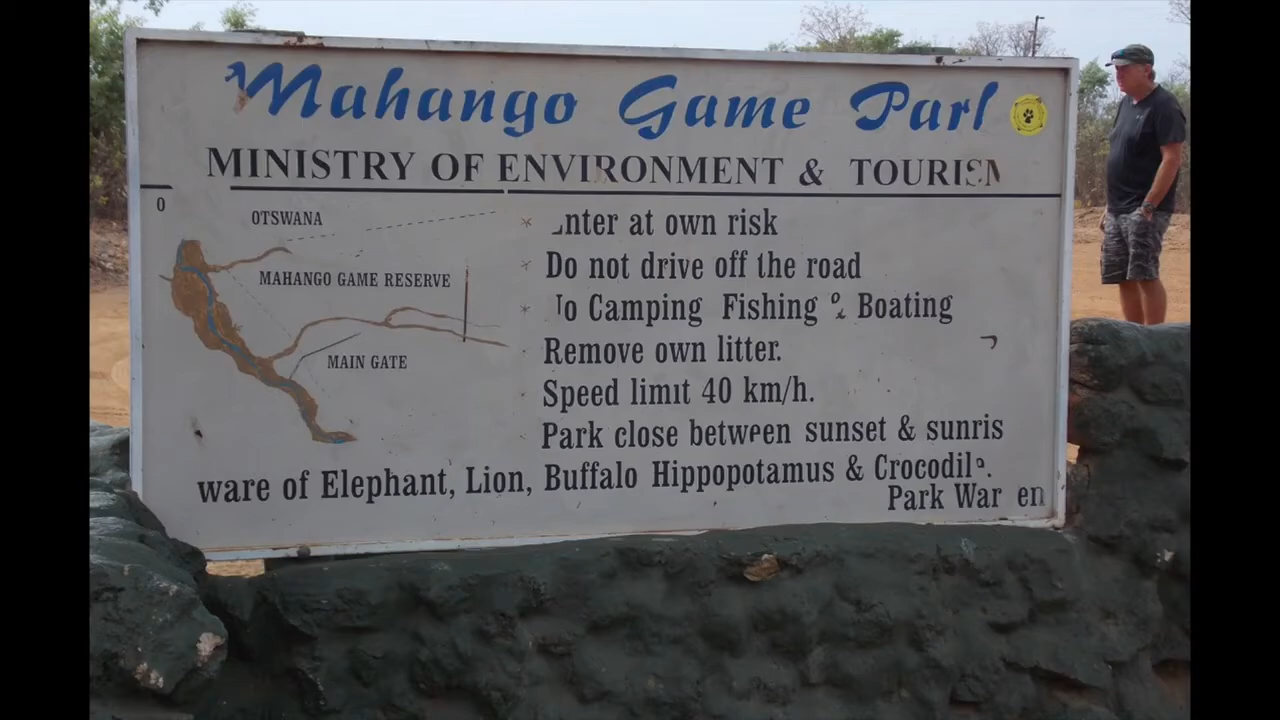 Mahango Game Parl
MINISTRY OF ENVIRONMENT & TOURISM
0
OTSWANA
MAHANGO GAME RESERVE
MAIN GATE
nter at own risk
Do not drive off the road
o Camping Fishing & Boating
Remove own litter.
Speed limit 40 km/h.
Park close between sunset & sunris
ware of Elephant, Lion, Buffalo Hippopotamus & Crocodile.
Park War en